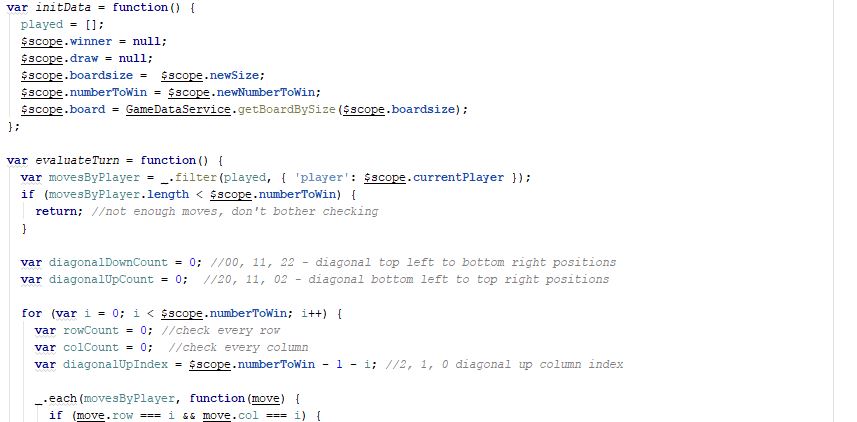 var initData = function() {
  played = [];
  $scope.winner = null;
  $scope.draw = null;
  $scope.boardsize =  $scope.newSize;
  $scope.numberToWin = $scope.newNumberToWin;
  $scope.board = GameDataService.getBoardBySize($scope.boardsize);
};

var evaluateTurn = function() {
  var movesByPlayer = _.filter(played, { 'player': $scope.currentPlayer });
  if (movesByPlayer.length < $scope.numberToWin) {
    return; //not enough moves, don't bother checking
  }

  var diagonalDownCount = 0; //00, 11, 22 - diagonal top left to bottom right positions
  var diagonalUpCount = 0;  //20, 11, 02 - diagonal bottom left to top right positions

  for (var i = 0; i < $scope.numberToWin; i++) {
    var rowCount = 0; //check every row
    var colCount = 0;  //check every column
    var diagonalUpIndex = $scope.numberToWin - 1 - i; //2, 1, 0 diagonal up column index

    _.each(movesByPlayer, function(move) {
      if (move.row === i && move.col === i) {